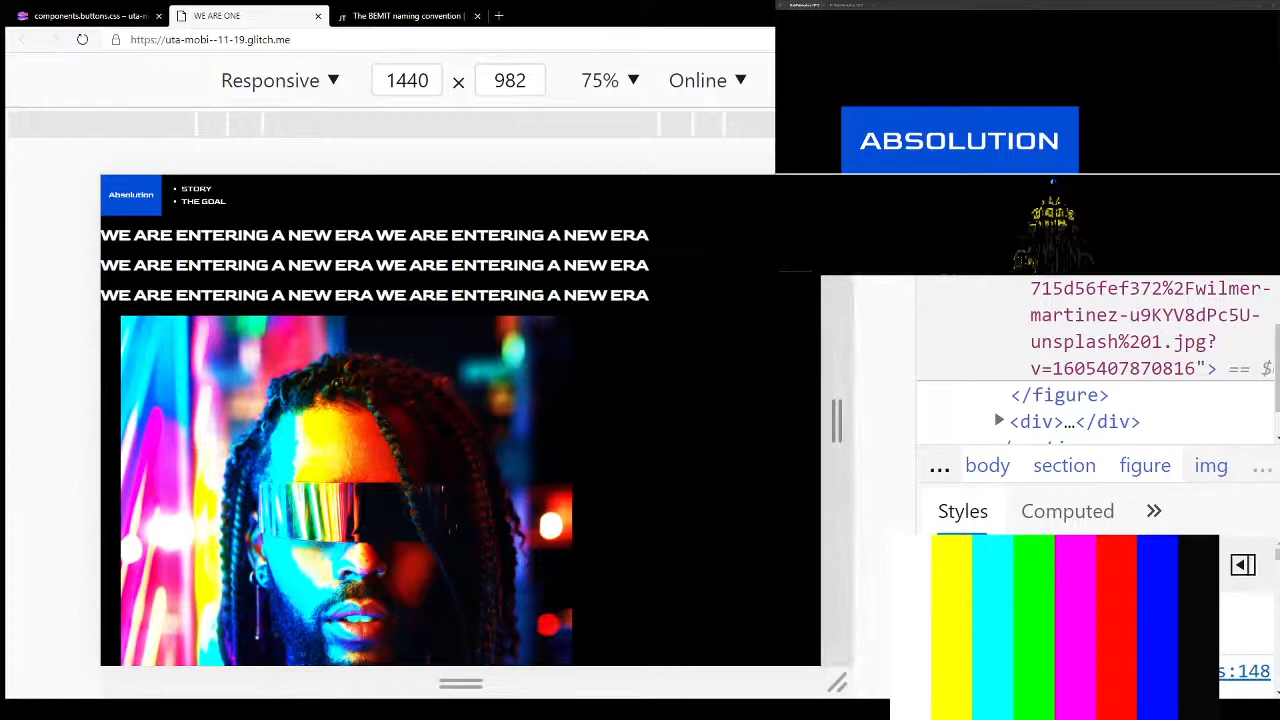 components.buttons.css – uta-m
WE ARE ONE
The BEMIT naming convention |
https://uta-mobi--11-19.glitch.me
Responsive
1440
×
982
75%
Online
ABSOLUTION
Absolution
STORY
THE GOAL
WE ARE ENTERING A NEW ERA WE ARE ENTERING A NEW ERA
WE ARE ENTERING A NEW ERA WE ARE ENTERING A NEW ERA
WE ARE ENTERING A NEW ERA WE ARE ENTERING A NEW ERA
715d56fef372%2Fwilmer-
martinez-u9KYV8dPc5U-
unsplash%201.jpg?
v=1605407870816"> == $
</figure>
<div>…</div>
... body section figure img ...
Styles
Computed
s:148